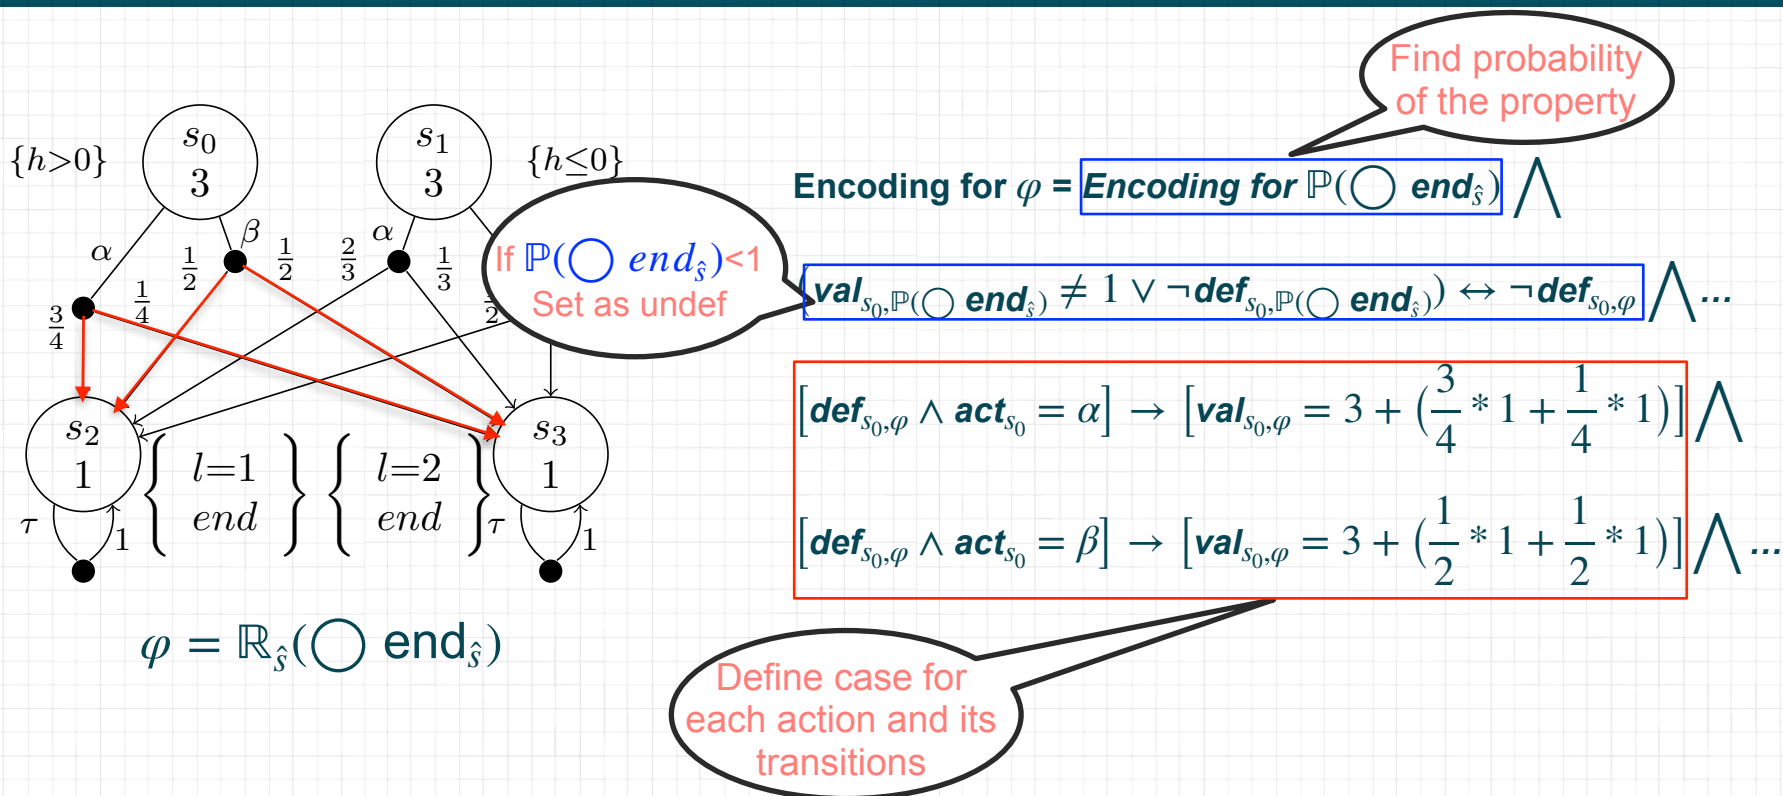 Find probability
of the property
{h>0}
s₀
3
s₁
3
{h≤0}
Encoding for φ = Encoding for ℙ(◯ end_ŝ) ⋀
α
β
1/2
1/2
2/3
α
1/3
If ℙ(◯ end_ŝ)<1
Set as undef
(val_{s₀,ℙ(◯ end_ŝ)} ≠ 1 ∨ ¬def_{s₀,ℙ(◯ end_ŝ)}) ↔ ¬def_{s₀,φ} ⋀ ...
3/4
1/4
2
[def_{s₀,φ} ∧ act_{s₀} = α] → [val_{s₀,φ} = 3 + (3/4 * 1 + 1/4 * 1)] ⋀
s₂
1
{ l=1
end }
{ l=2
end }
s₃
1
τ
1
τ
1
[def_{s₀,φ} ∧ act_{s₀} = β] → [val_{s₀,φ} = 3 + (1/2 * 1 + 1/2 * 1)] ⋀ ...
φ = ℝ_ŝ(◯ end_ŝ)
Define case for
each action and its
transitions